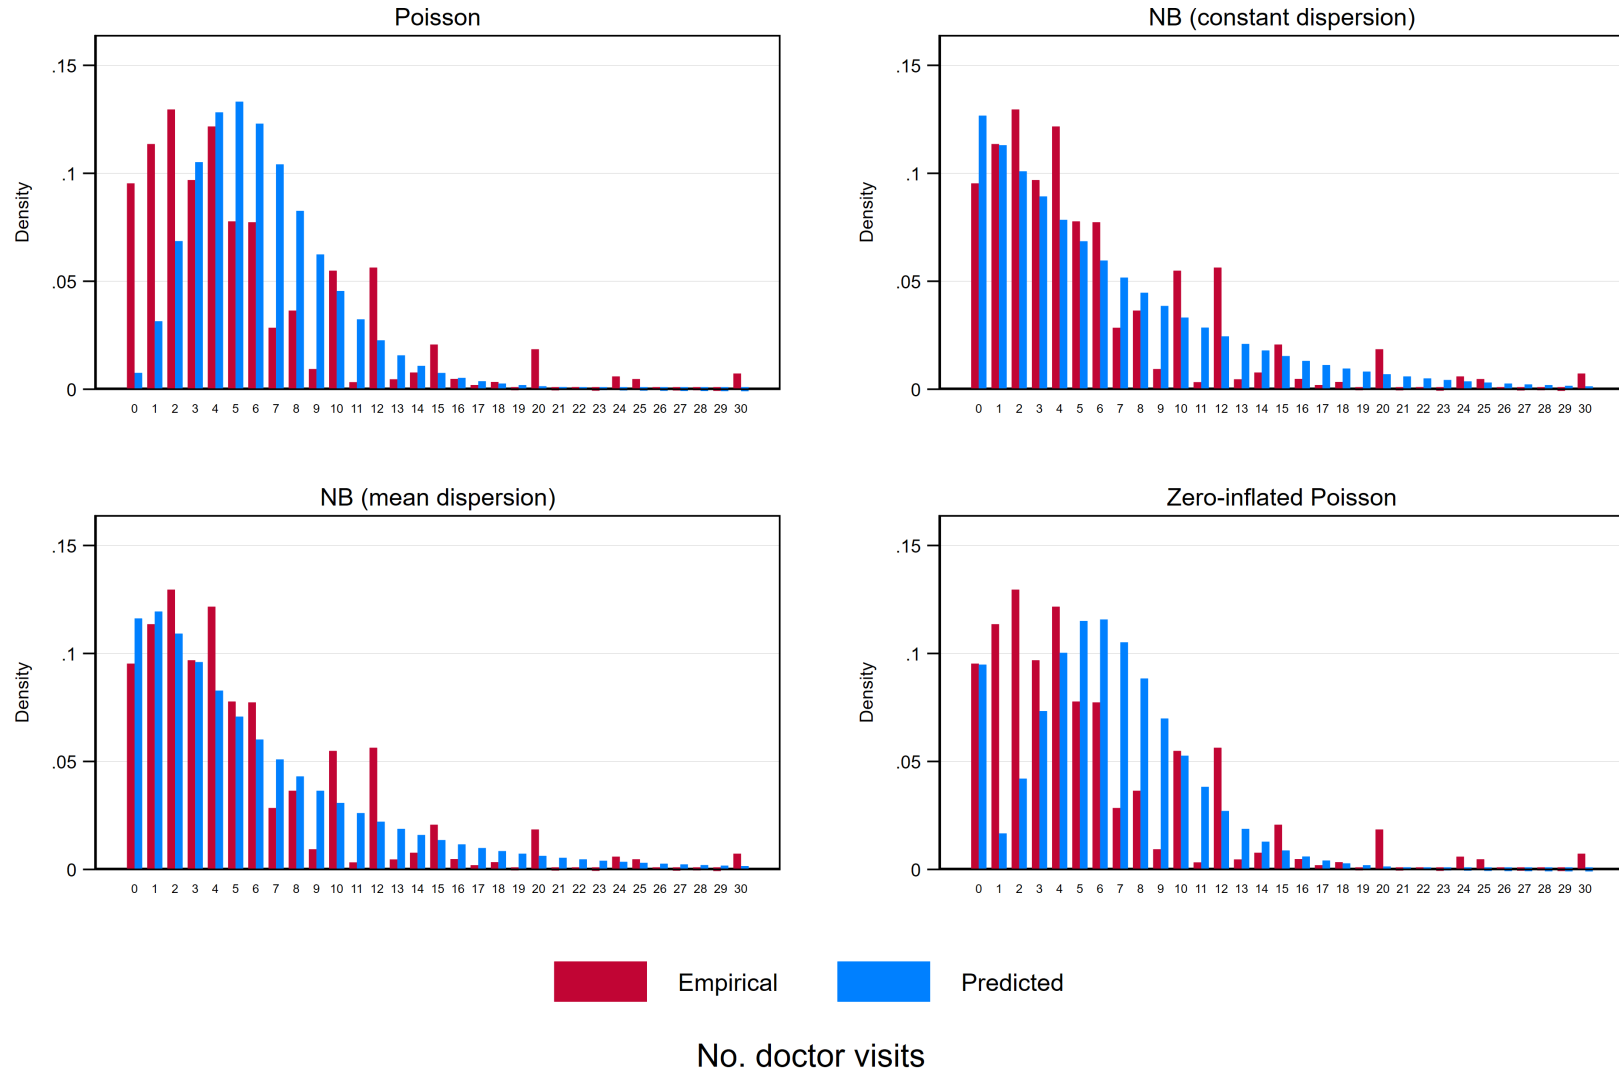 Poisson
.15
.1
.05
0
Density
0 1 2 3 4 5 6 7 8 9 10 11 12 13 14 15 16 17 18 19 20 21 22 23 24 25 26 27 28 29 30
NB (constant dispersion)
.15
.1
.05
0
Density
0 1 2 3 4 5 6 7 8 9 10 11 12 13 14 15 16 17 18 19 20 21 22 23 24 25 26 27 28 29 30
NB (mean dispersion)
.15
.1
.05
0
Density
0 1 2 3 4 5 6 7 8 9 10 11 12 13 14 15 16 17 18 19 20 21 22 23 24 25 26 27 28 29 30
Zero-inflated Poisson
.15
.1
.05
0
Density
0 1 2 3 4 5 6 7 8 9 10 11 12 13 14 15 16 17 18 19 20 21 22 23 24 25 26 27 28 29 30
Empirical Predicted
No. doctor visits